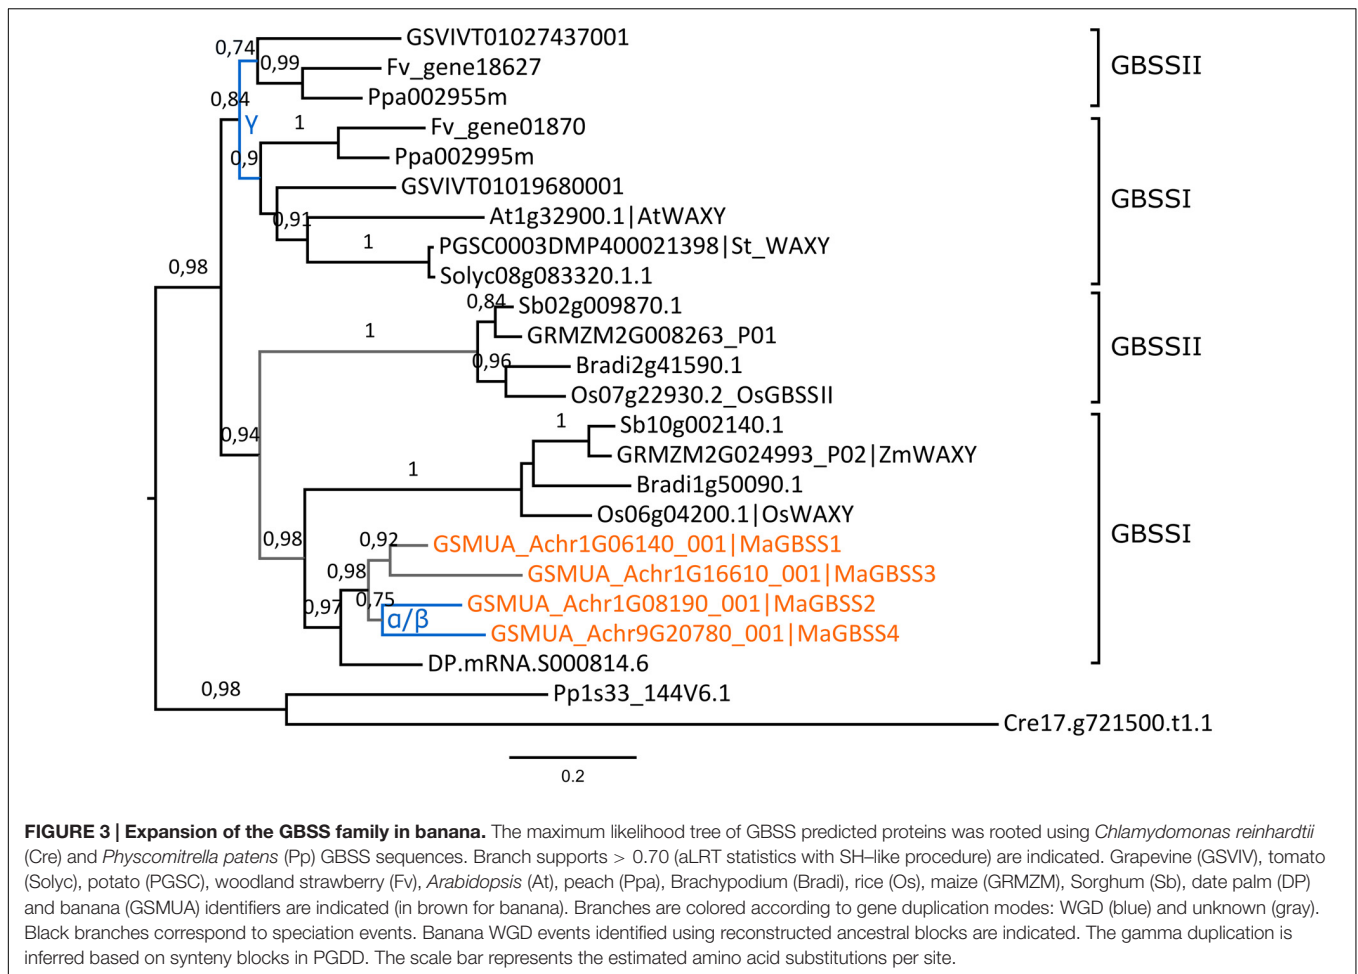 GSVIVT01027437001
0,74
0,99
Fv_gene18627
GBSSII
Ppa002955m
0,84
γ
1
Fv_gene01870
0,9
Ppa002995m
GSVIVT01019680001
GBSSI
0,91
At1g32900.1|AtWAXY
1
PGSC0003DMP400021398|St_WAXY
0,98
Solyc08g083320.1.1
0,84
Sb02g009870.1
1
GRMZM2G008263_P01
GBSSII
0,96
Bradi2g41590.1
Os07g22930.2_OsGBSSII
0,94
1
Sb10g002140.1
GRMZM2G024993_P02|ZmWAXY
1
Bradi1g50090.1
Os06g04200.1|OsWAXY
GBSSI
0,98
0,92
GSMUA_Achr1G06140_001|MaGBSS1
0,98
GSMUA_Achr1G16610_001|MaGBSS3
0,97
0,75
GSMUA_Achr1G08190_001|MaGBSS2
α/β
GSMUA_Achr9G20780_001|MaGBSS4
DP.mRNA.S000814.6
0,98
Pp1s33_144V6.1
Cre17.g721500.t1.1
0.2
FIGURE 3 | Expansion of the GBSS family in banana. The maximum likelihood tree of GBSS predicted proteins was rooted using Chlamydomonas reinhardtii
(Cre) and Physcomitrella patens (Pp) GBSS sequences. Branch supports > 0.70 (aLRT statistics with SH–like procedure) are indicated. Grapevine (GSVIV), tomato
(Solyc), potato (PGSC), woodland strawberry (Fv), Arabidopsis (At), peach (Ppa), Brachypodium (Bradi), rice (Os), maize (GRMZM), Sorghum (Sb), date palm (DP)
and banana (GSMUA) identifiers are indicated (in brown for banana). Branches are colored according to gene duplication modes: WGD (blue) and unknown (gray).
Black branches correspond to speciation events. Banana WGD events identified using reconstructed ancestral blocks are indicated. The gamma duplication is
inferred based on synteny blocks in PGDD. The scale bar represents the estimated amino acid substitutions per site.